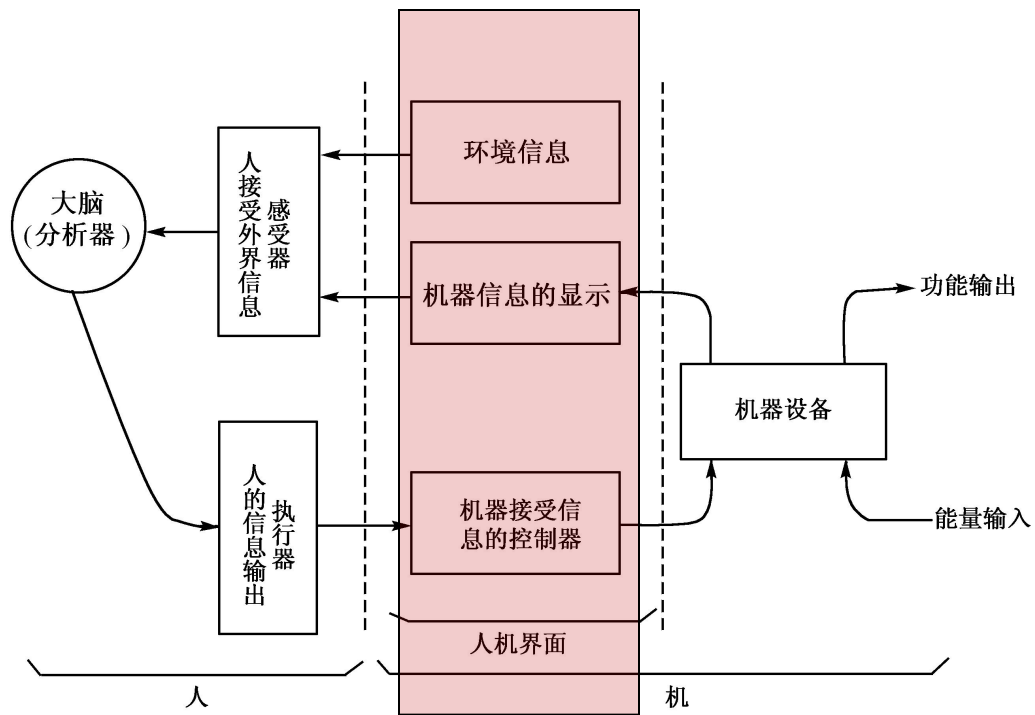 环境信息
人接受外界信息
感受器
大脑
(分析器)
机器信息的显示
功能输出
机器设备
人的信息输出
执行器
机器接受信
息的控制器
能量输入
人机界面
人
机